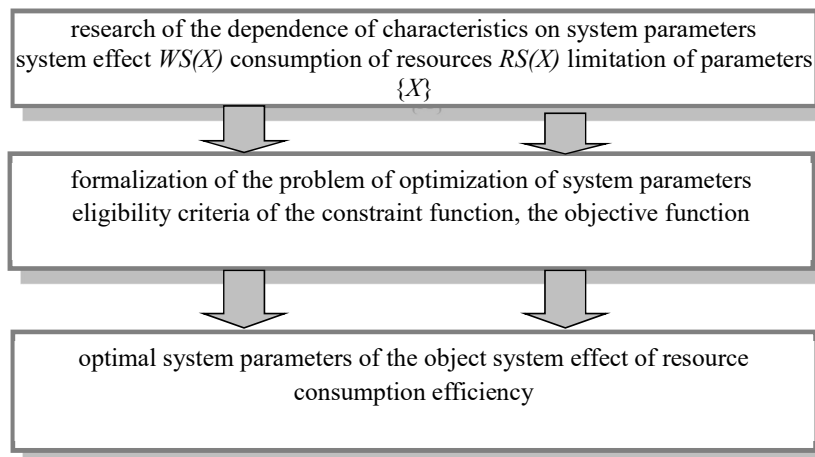 research of the dependence of characteristics on system parameters
system effect WS(X) consumption of resources RS(X) limitation of parameters
{X}
formalization of the problem of optimization of system parameters
eligibility criteria of the constraint function, the objective function
optimal system parameters of the object system effect of resource
consumption efficiency